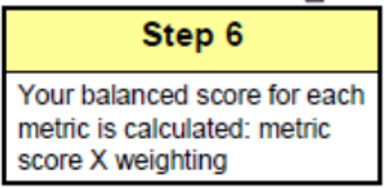 Step 6
Your balanced score for each
metric is calculated: metric
score X weighting